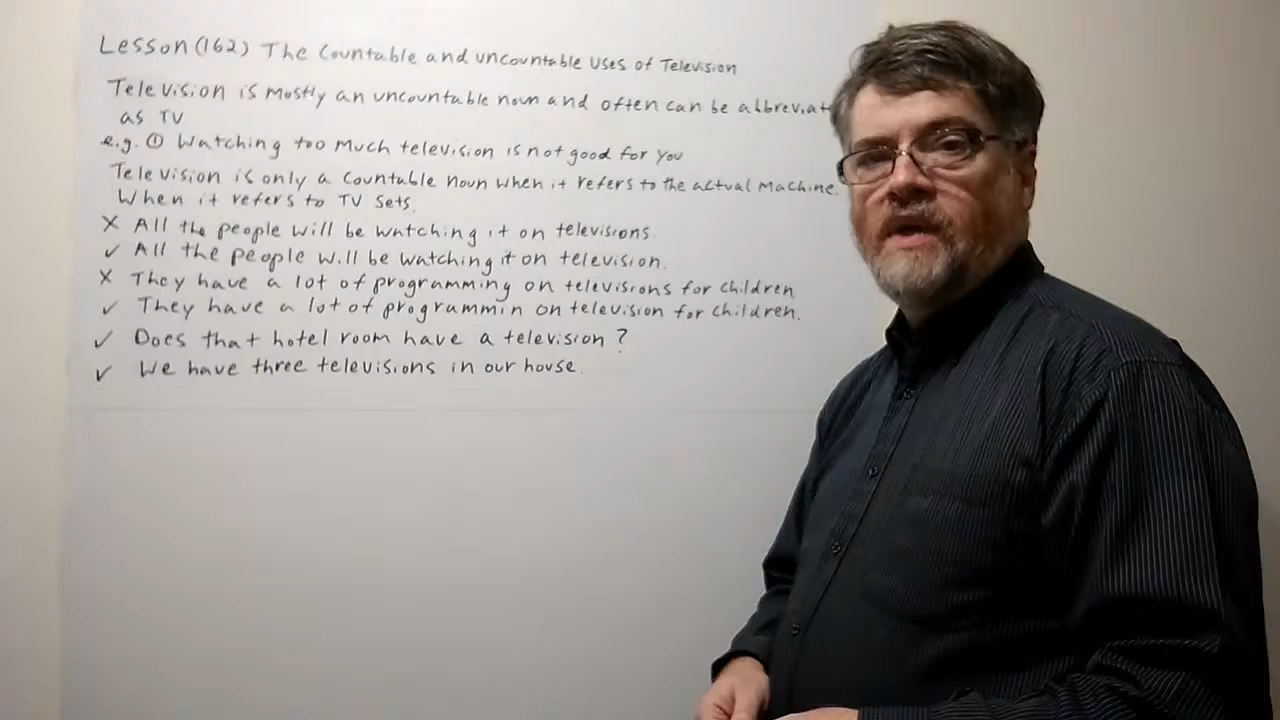 Lesson (162) The Countable and uncountable Uses of Television
Television is mostly an uncountable noun and often can be abbreviat
as TV
e.g. ① Watching too much television is not good for you
Television is only a countable noun when it refers to the actual machine.
When it refers to TV sets.
X All the people will be watching it on televisions.
✓ All the people will be watching it on television.
X They have a lot of programming on televisions for children
✓ They have a lot of programmin on television for children.
✓ Does that hotel room have a television?
✓ We have three televisions in our house.